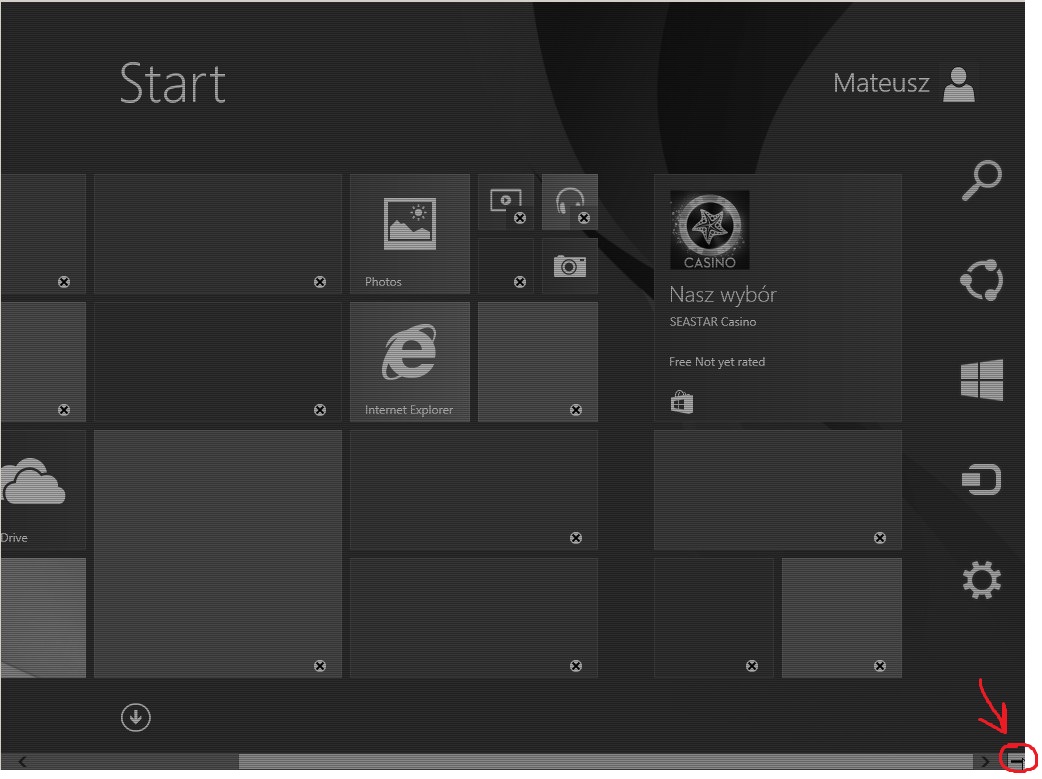 Start
Mateusz
Photos
CASINO
Nasz wybór
SEASTAR Casino
Free Not yet rated
Internet Explorer
Drive